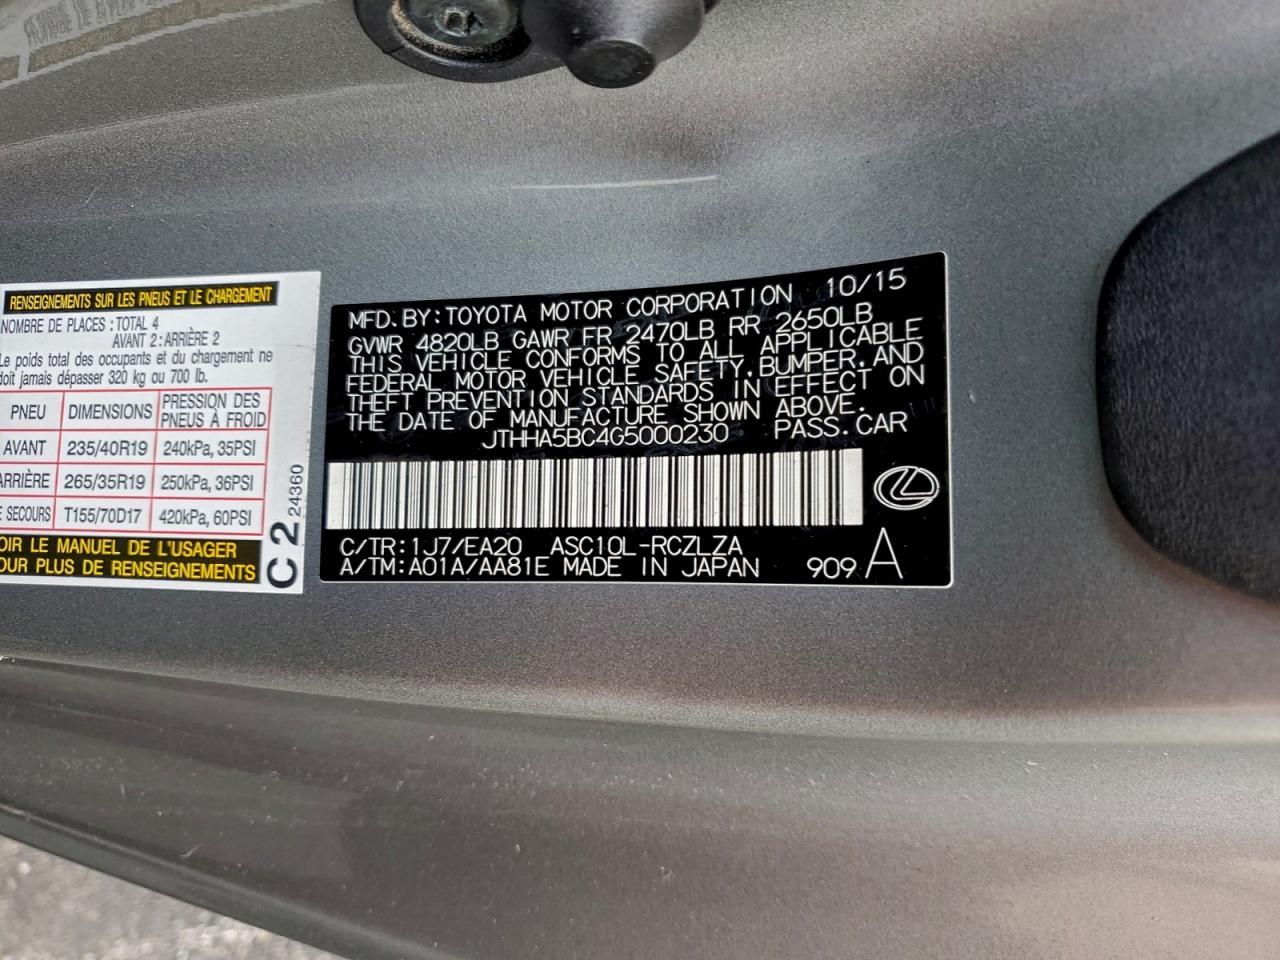 RENSEIGNEMENTS SUR LES PNEUS ET LE CHARGEMENT
NOMBRE DE PLACES : TOTAL 4
AVANT 2 : ARRIÈRE 2
Le poids total des occupants et du chargement ne
doit jamais dépasser 320 kg ou 700 lb.
PNEU DIMENSIONS PRESSION DES PNEUS À FROID
AVANT 235/40R19 240kPa, 35PSI
ARRIÈRE 265/35R19 250kPa, 36PSI
SECOURS T155/70D17 420kPa, 60PSI
OIR LE MANUEL DE L'USAGER
OUR PLUS DE RENSEIGNEMENTS
C 2 24360
MFD. BY: TOYOTA MOTOR CORPORATION 10/15
GVWR 4820LB GAWR FR 2470LB RR 2650LB
THIS VEHICLE CONFORMS TO ALL APPLICABLE
FEDERAL MOTOR VEHICLE SAFETY, BUMPER, AND
THEFT PREVENTION STANDARDS IN EFFECT ON
THE DATE OF MANUFACTURE SHOWN ABOVE.
JTHHA5BC4G5000230 PASS. CAR
C/TR: 1J7/EA20 ASC10L-RCZLZA
A/TM: A01A/AA81E MADE IN JAPAN 909 A